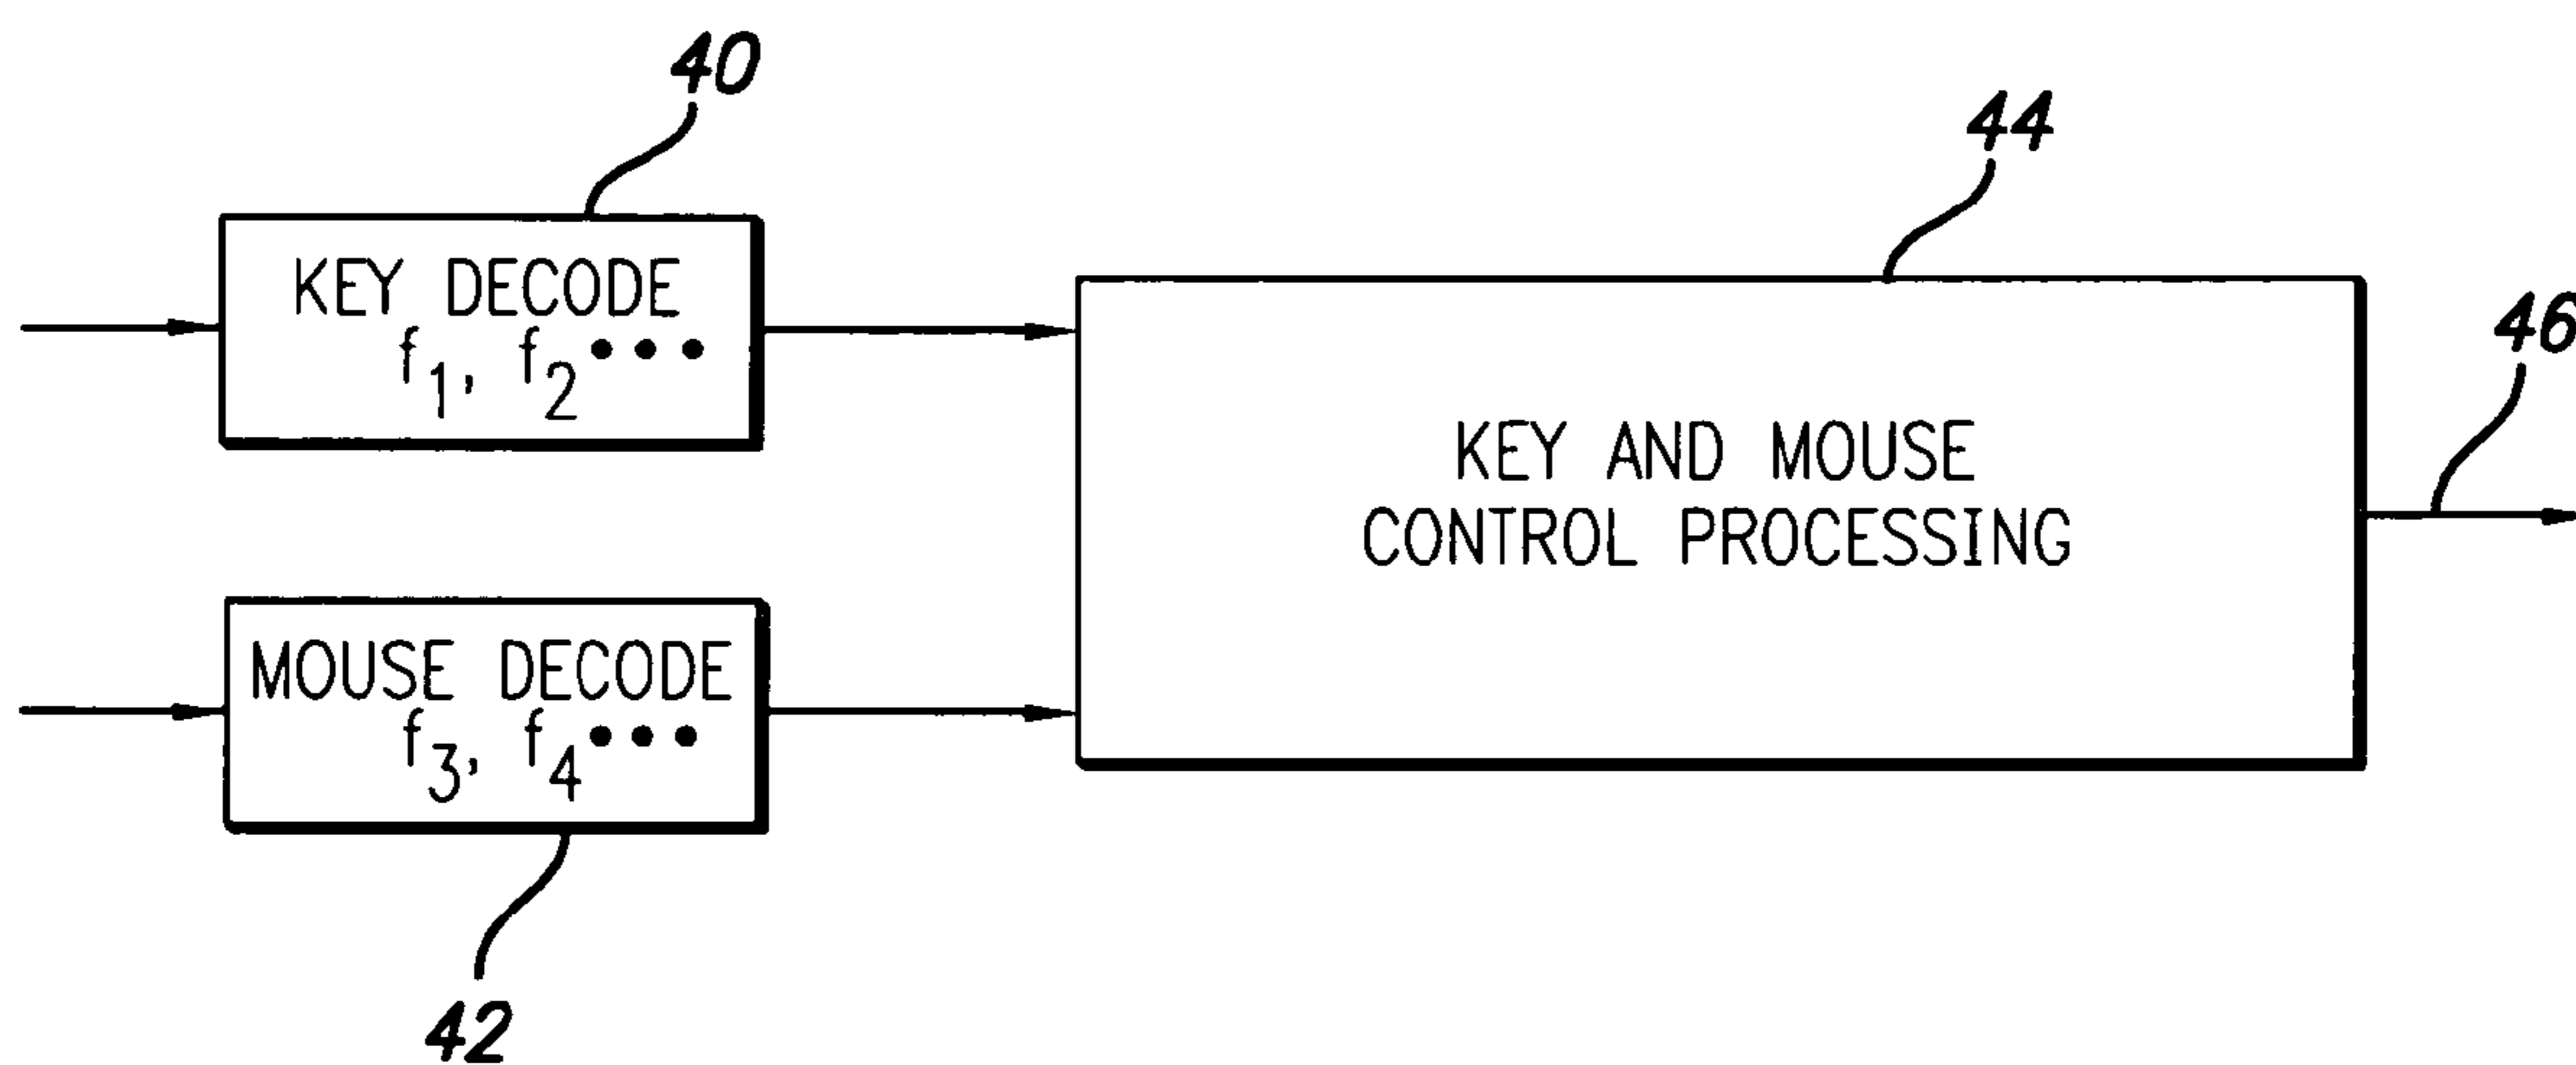 40
44
KEY DECODE
f1, f2 •••
46
KEY AND MOUSE
CONTROL PROCESSING
MOUSE DECODE
f3, f4 •••
42